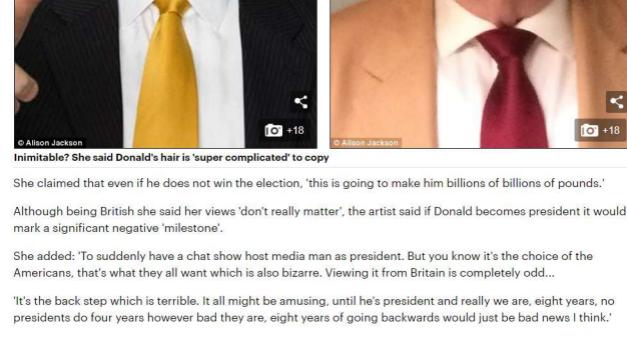 +18
+18
© Alison Jackson
© Alison Jackson
Inimitable? She said Donald's hair is 'super complicated' to copy
She claimed that even if he does not win the election, 'this is going to make him billions of billions of pounds.'
Although being British she said her views 'don't really matter', the artist said if Donald becomes president it would
mark a significant negative 'milestone'.
She added: 'To suddenly have a chat show host media man as president. But you know it's the choice of the
Americans, that's what they all want which is also bizarre. Viewing it from Britain is completely odd...
'It's the back step which is terrible. It all might be amusing, until he's president and really we are, eight years, no
presidents do four years however bad they are, eight years of going backwards would just be bad news I think.'